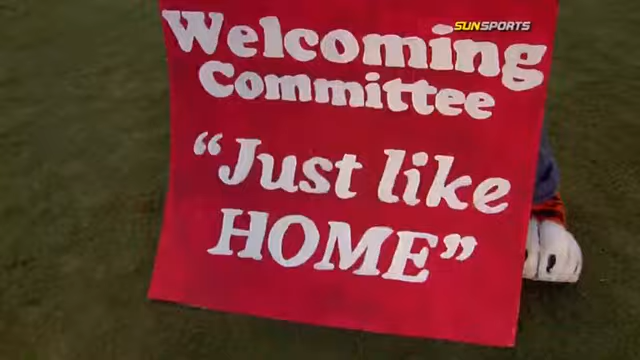 SUNSPORTS
Welcoming
Committee
“Just like
HOME”